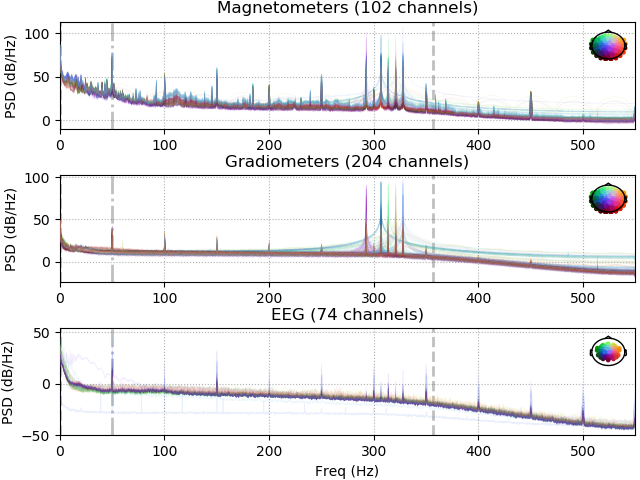 Magnetometers (102 channels)
100
50
0
PSD (dB/Hz)
0 100 200 300 400 500
Gradiometers (204 channels)
100
50
0
PSD (dB/Hz)
0 100 200 300 400 500
EEG (74 channels)
50
0
−50
PSD (dB/Hz)
0 100 200 300 400 500
Freq (Hz)